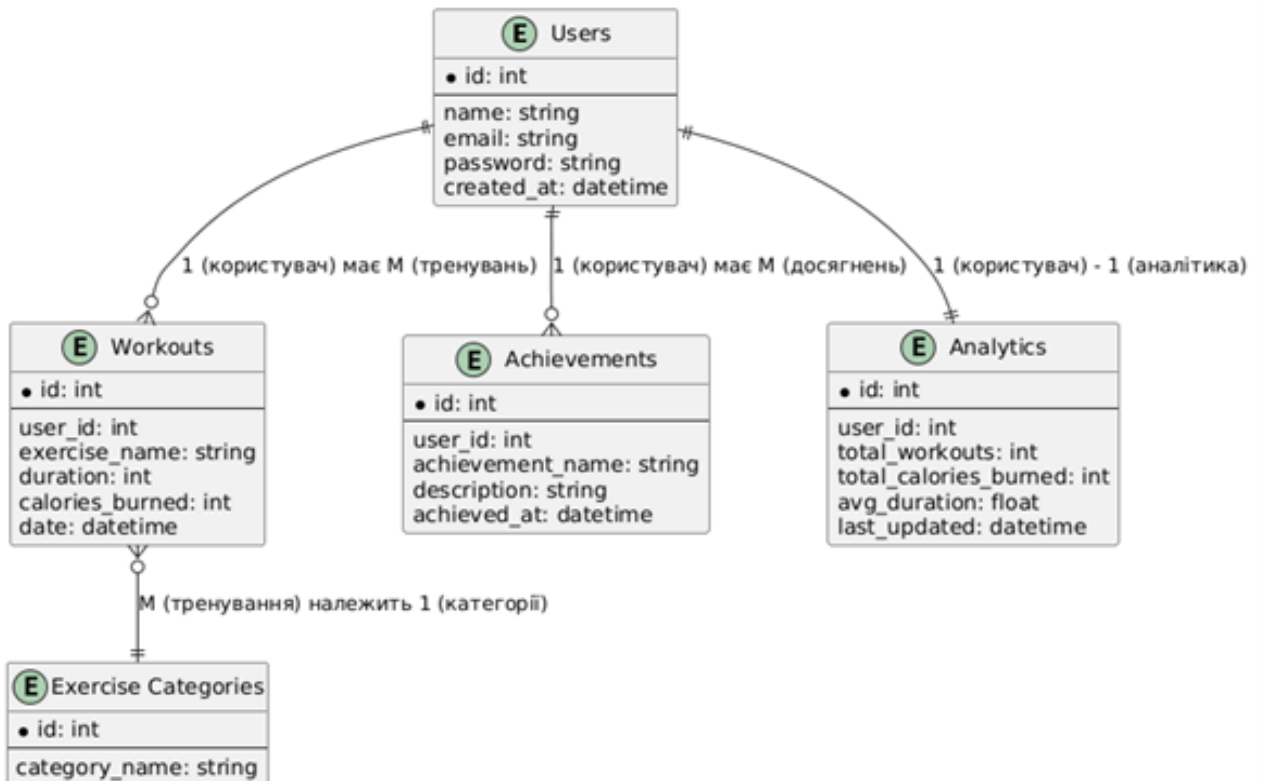 E Users
id: int
name: string
email: string
password: string
created_at: datetime
1 (користувач) має М (тренувань)
1 (користувач) має М (досягнень)
1 (користувач) - 1 (аналітика)
E Workouts
id: int
user_id: int
exercise_name: string
duration: int
calories_burned: int
date: datetime
E Achievements
id: int
user_id: int
achievement_name: string
description: string
achieved_at: datetime
E Analytics
id: int
user_id: int
total_workouts: int
total_calories_burned: int
avg_duration: float
last_updated: datetime
М (тренування) належить 1 (категорії)
E Exercise Categories
id: int
category_name: string